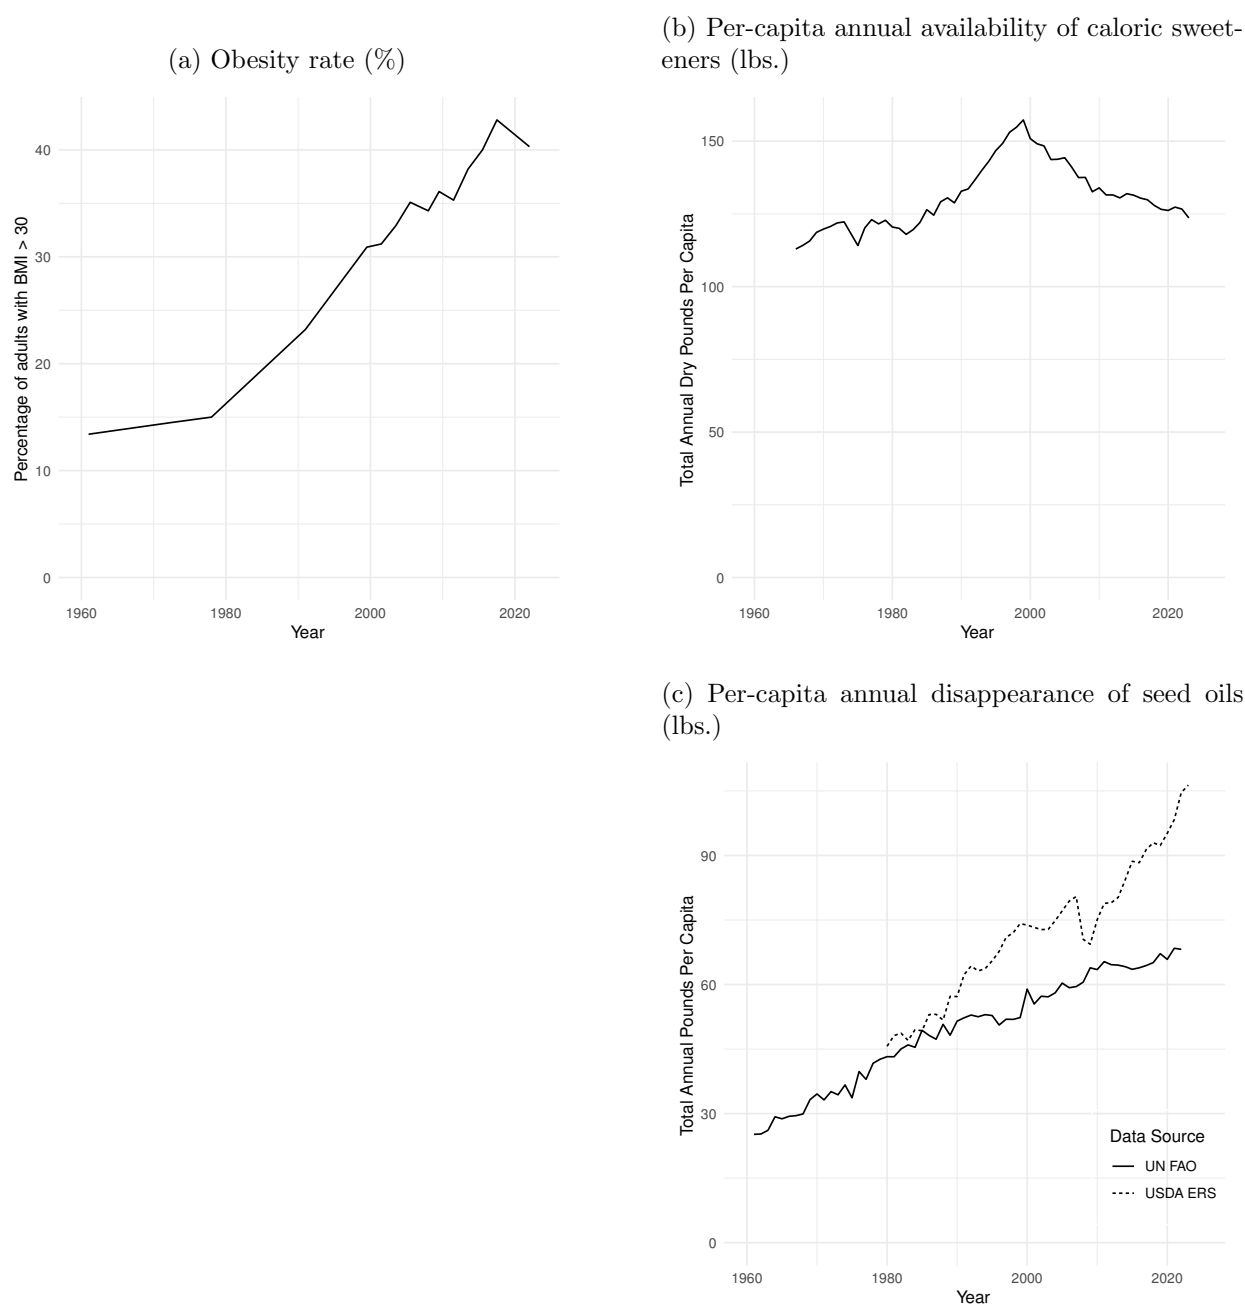 (a) Obesity rate (%)
Percentage of adults with BMI > 30
40
30
20
10
0
1960 1980 2000 2020
Year
(b) Per-capita annual availability of caloric sweet-
eners (lbs.)
Total Annual Dry Pounds Per Capita
150
100
50
0
1960 1980 2000 2020
Year
(c) Per-capita annual disappearance of seed oils
(lbs.)
Total Annual Pounds Per Capita
90
60
30
0
Data Source
UN FAO
USDA ERS
1960 1980 2000 2020
Year